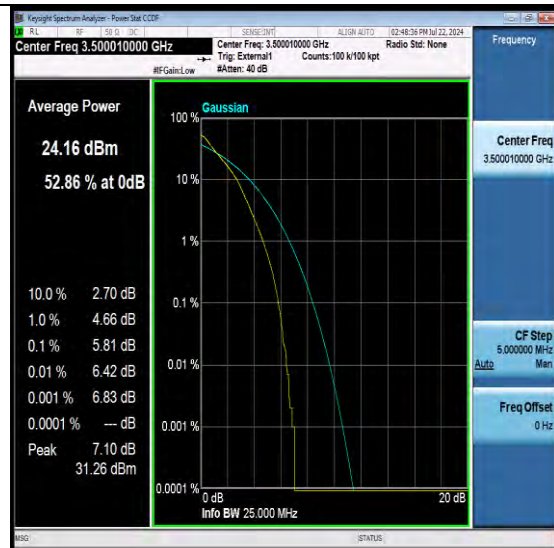 Keysight Spectrum Analyzer - Power Stat CCDF
RL RF 50 Ω DC SENSE:INT ALIGN AUTO 02:48:36 PM Jul 22, 2024
Center Freq 3.500010000 GHz
Center Freq: 3.500010000 GHz Radio Std: None
Trig: External1 Counts:100 k/100 kpt
#IFGain:Low #Atten: 40 dB
Frequency
Average Power
24.16 dBm
52.86 % at 0dB
10.0 % 2.70 dB
1.0 % 4.66 dB
0.1 % 5.81 dB
0.01 % 6.42 dB
0.001 % 6.83 dB
0.0001 % --- dB
Peak 7.10 dB
31.26 dBm
Gaussian
100 %
10 %
1 %
0.1 %
0.01 %
0.001 %
0.0001 %
0 dB 20 dB
Info BW 25.000 MHz
Center Freq
3.500010000 GHz
CF Step
5.000000 MHz
Auto Man
Freq Offset
0 Hz
MSG STATUS